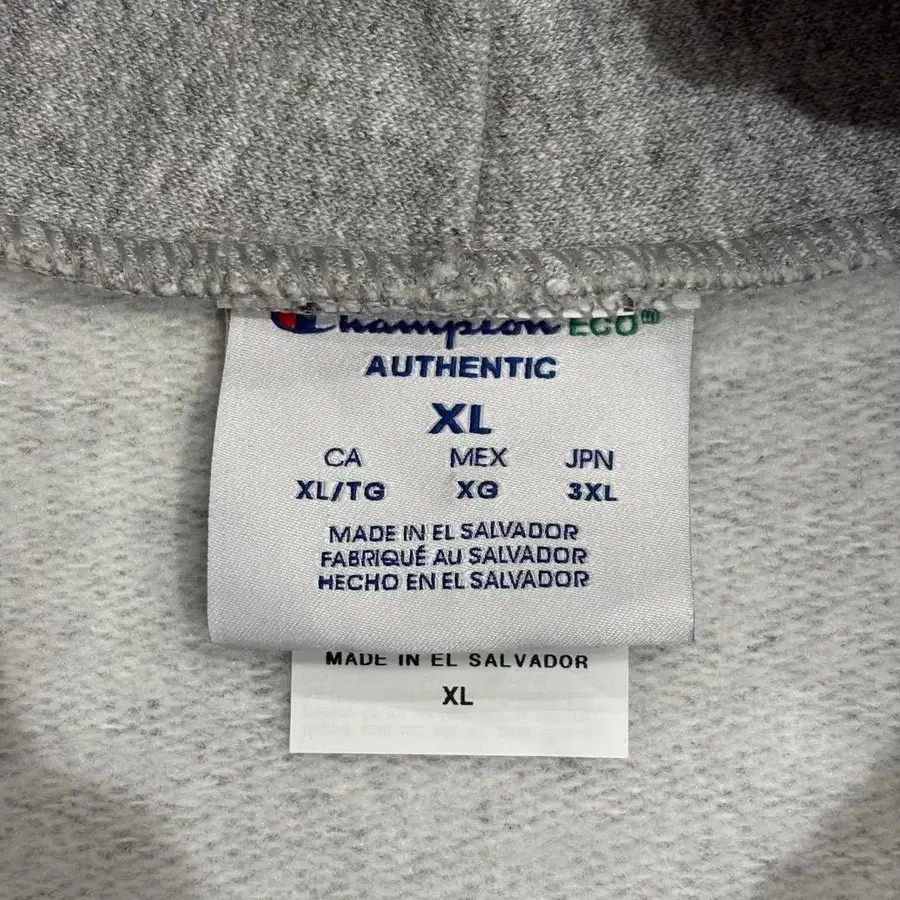 Champion ECO
AUTHENTIC
XL
CA MEX JPN
XL/TG XG 3XL
MADE IN EL SALVADOR
FABRIQUÉ AU SALVADOR
HECHO EN EL SALVADOR
MADE IN EL SALVADOR
XL